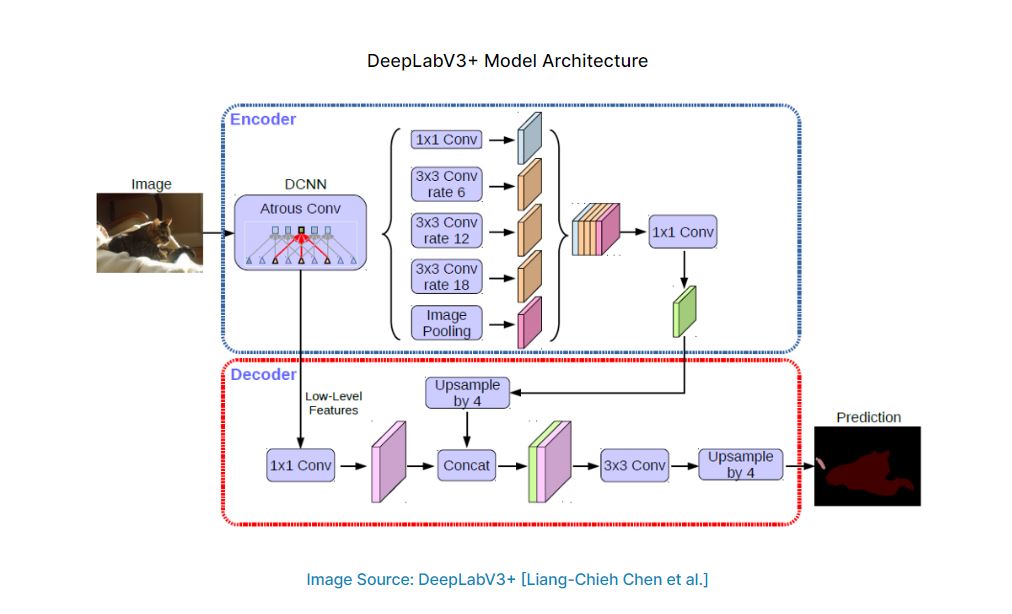 DeepLabV3+ Model Architecture
Encoder
Image
DCNN
Atrous Conv
1x1 Conv
3x3 Conv
rate 6
3x3 Conv
rate 12
3x3 Conv
rate 18
Image
Pooling
1x1 Conv
Decoder
Low-Level
Features
Upsample
by 4
1x1 Conv
Concat
3x3 Conv
Upsample
by 4
Prediction
Image Source: DeepLabV3+ [Liang-Chieh Chen et al.]